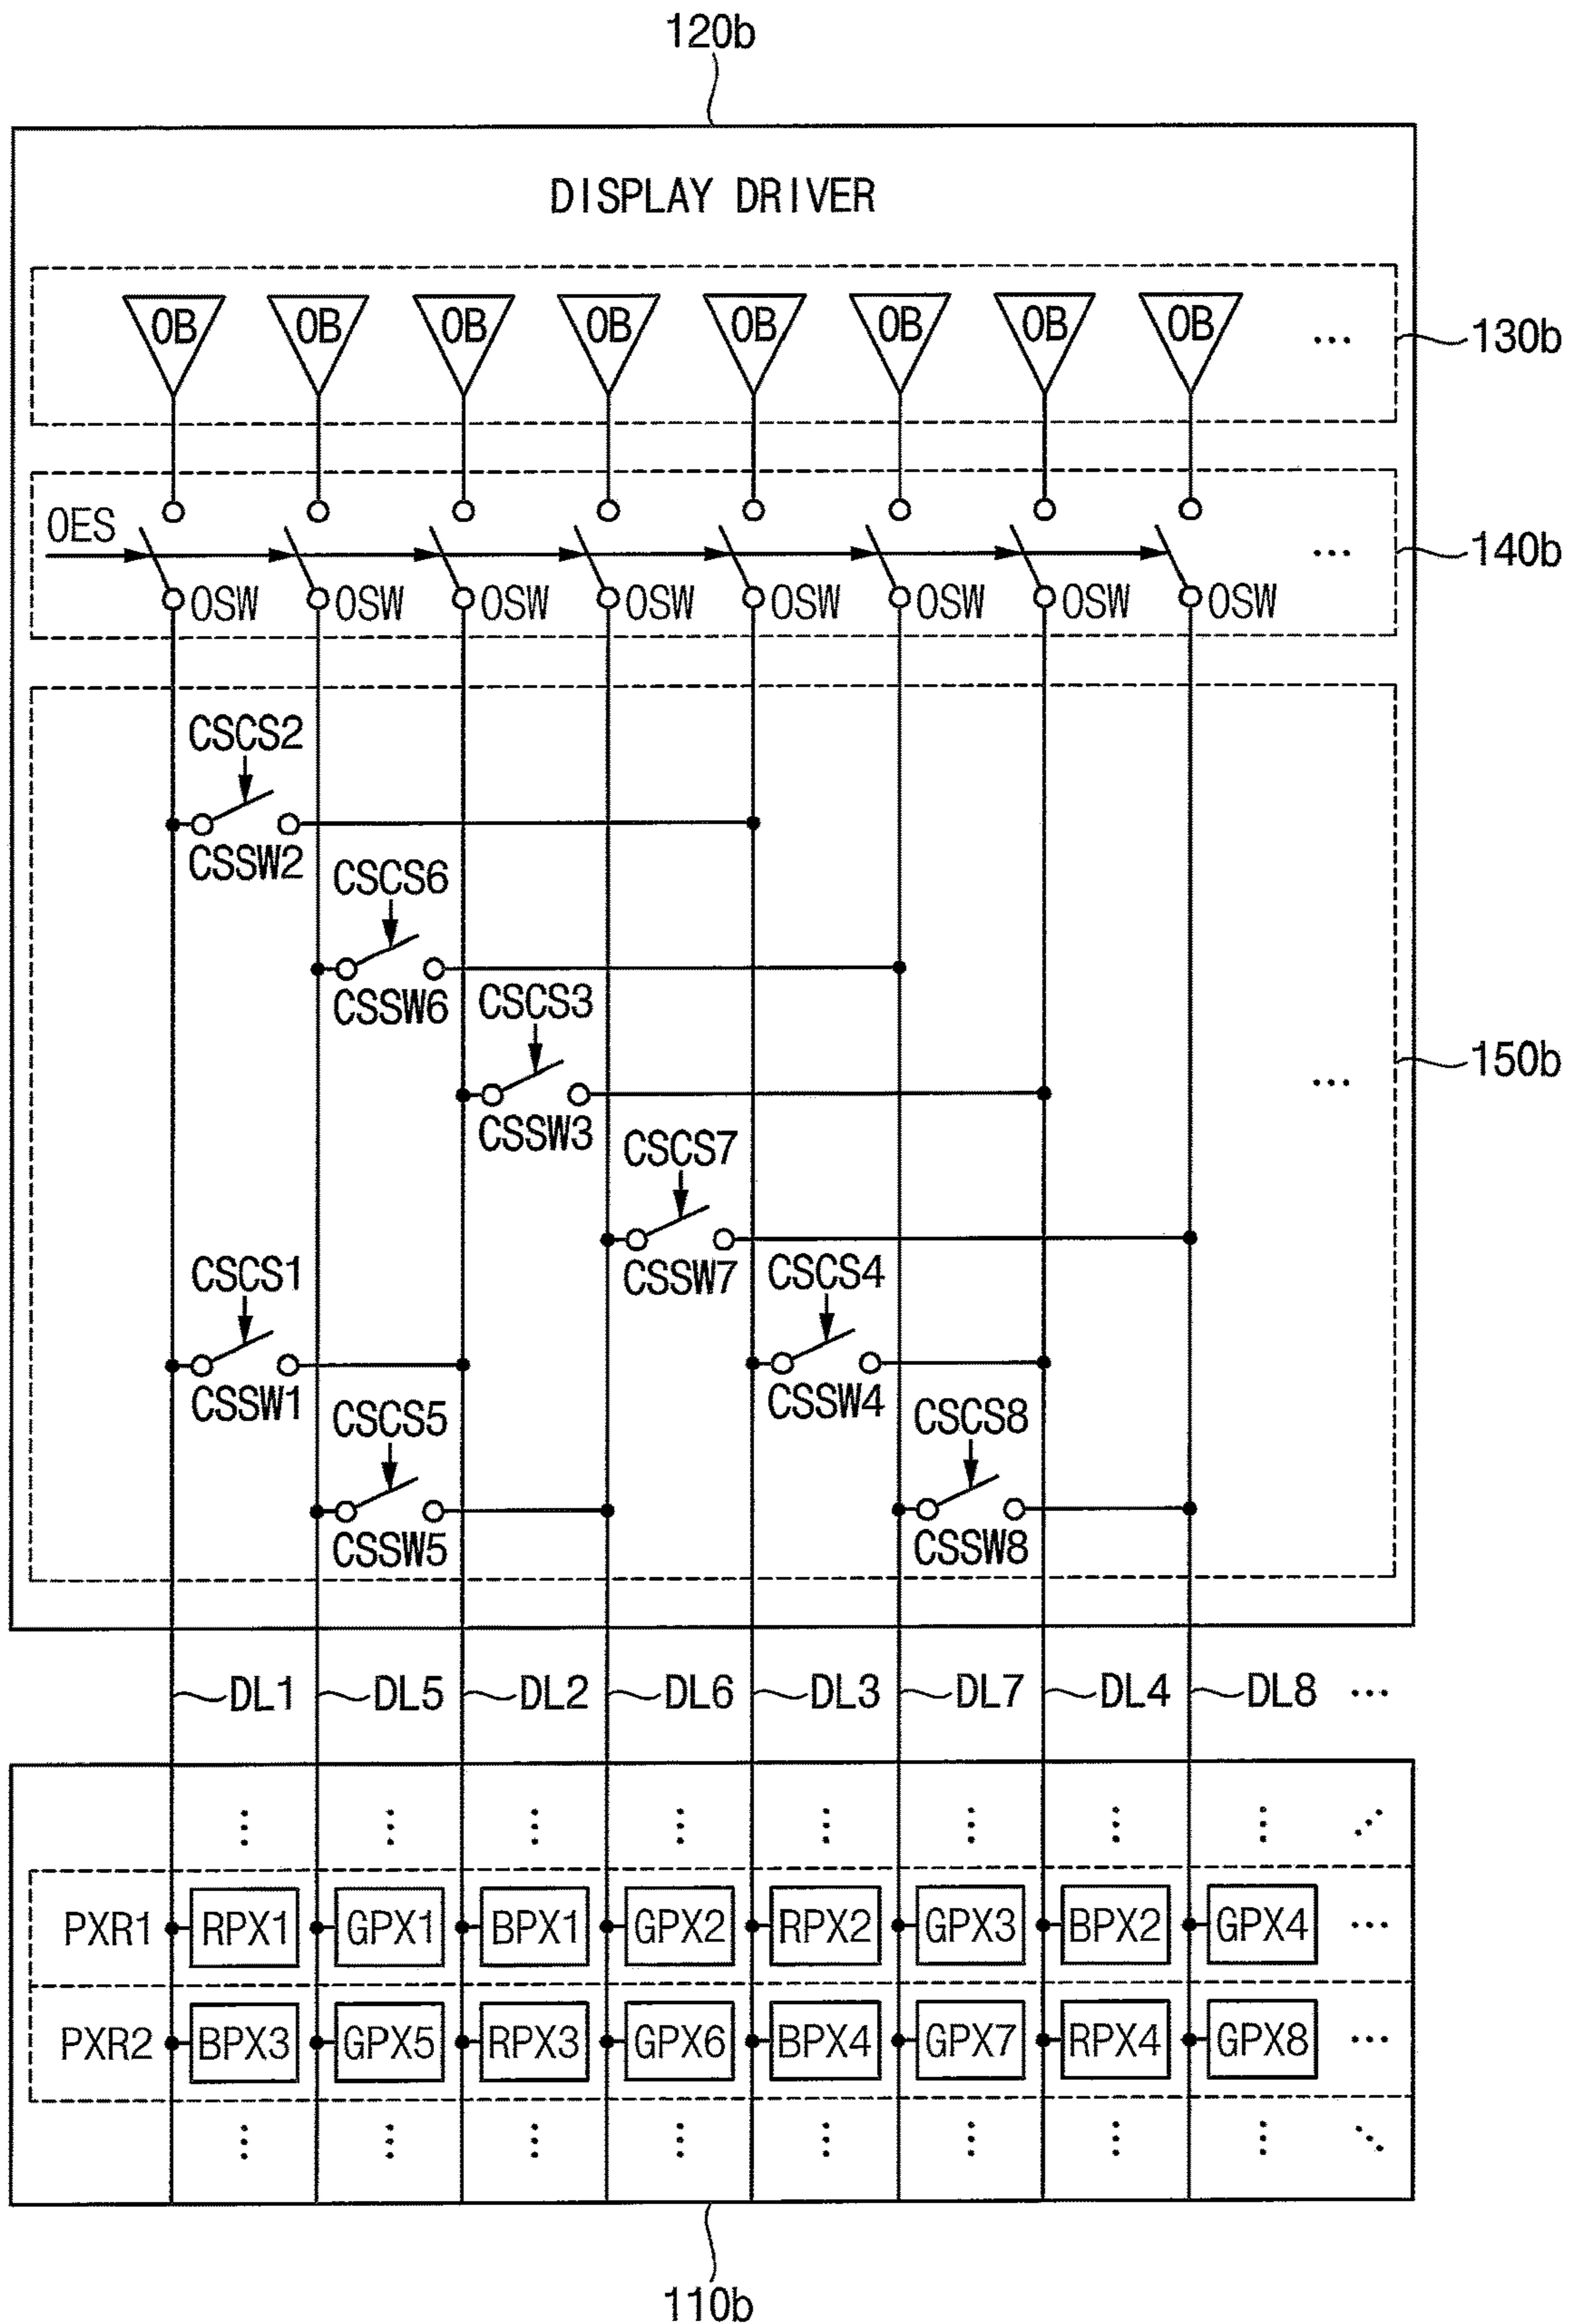 120b
DISPLAY DRIVER
OB OB OB OB OB OB OB OB ... 130b
OES
... 140b
OSW OSW OSW OSW OSW OSW OSW OSW
CSCS2
CSSW2
CSCS6
CSSW6
CSCS3
CSSW3
... 150b
CSCS7
CSSW7
CSCS1
CSSW1
CSCS4
CSSW4
CSCS5
CSSW5
CSCS8
CSSW8
DL1 DL5 DL2 DL6 DL3 DL7 DL4 DL8 ...
PXR1 RPX1 GPX1 BPX1 GPX2 RPX2 GPX3 BPX2 GPX4 ...
PXR2 BPX3 GPX5 RPX3 GPX6 BPX4 GPX7 RPX4 GPX8 ...
110b